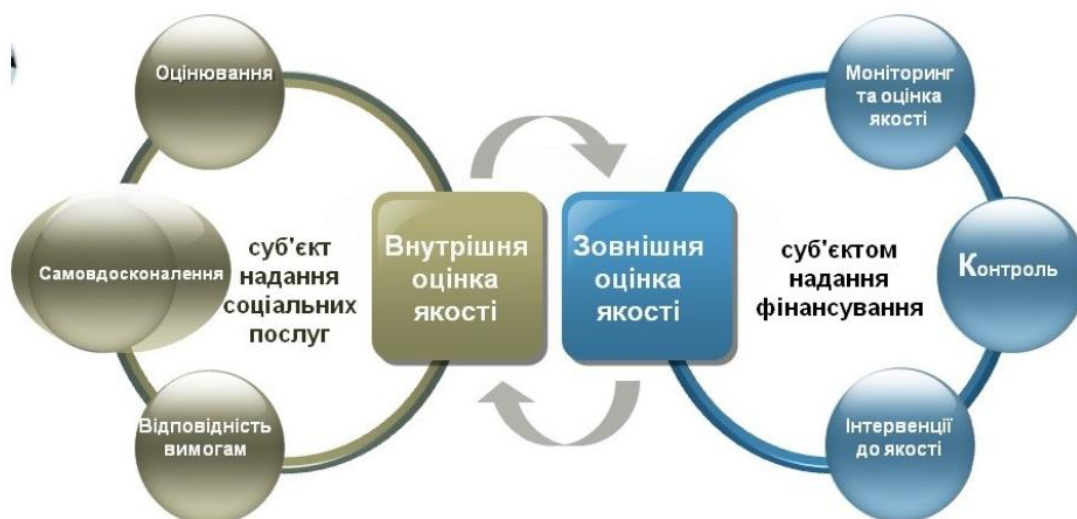 Оцінювання
Самовдосконалення
Відповідність
вимогам
суб'єкт
надання
соціальних
послуг
Внутрішня
оцінка
якості
Зовнішня
оцінка
якості
суб'єктом
надання
фінансування
Моніторинг
та оцінка
якості
Контроль
Інтервенції
до якості